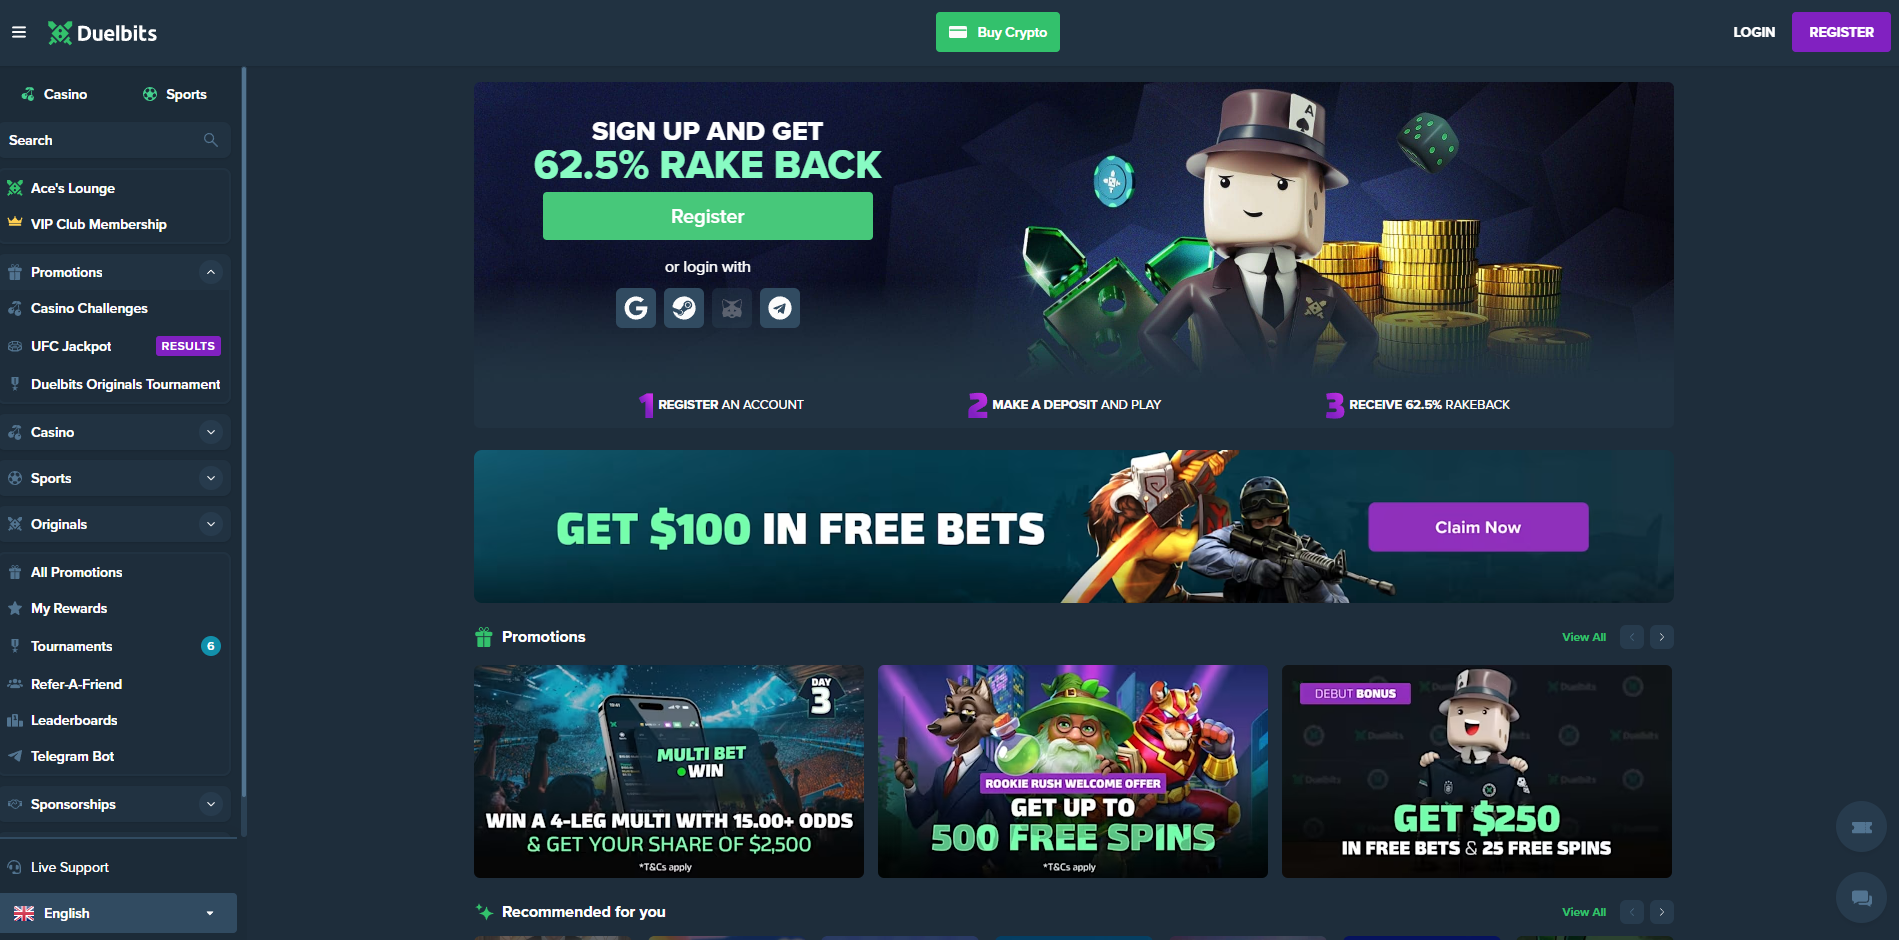 Duelbits
Buy Crypto
LOGIN
REGISTER
Casino
Sports
Search
Ace's Lounge
VIP Club Membership
Promotions
Casino Challenges
UFC Jackpot
RESULTS
Duelbits Originals Tournament
Casino
Sports
Originals
All Promotions
My Rewards
Tournaments
6
Refer-A-Friend
Leaderboards
Telegram Bot
Sponsorships
Live Support
English
SIGN UP AND GET
62.5% RAKE BACK
Register
or login with
A
1 REGISTER AN ACCOUNT
2 MAKE A DEPOSIT AND PLAY
3 RECEIVE 62.5% RAKEBACK
GET $100 IN FREE BETS
Claim Now
Promotions
View All
DAY
3
MULTI BET
WIN
WIN A 4-LEG MULTI WITH 15.00+ ODDS
& GET YOUR SHARE OF $2,500
*T&Cs apply
ROOKIE RUSH WELCOME OFFER
GET UP TO
500 FREE SPINS
*T&Cs apply
DEBUT BONUS
GET $250
IN FREE BETS & 25 FREE SPINS
Recommended for you
View All